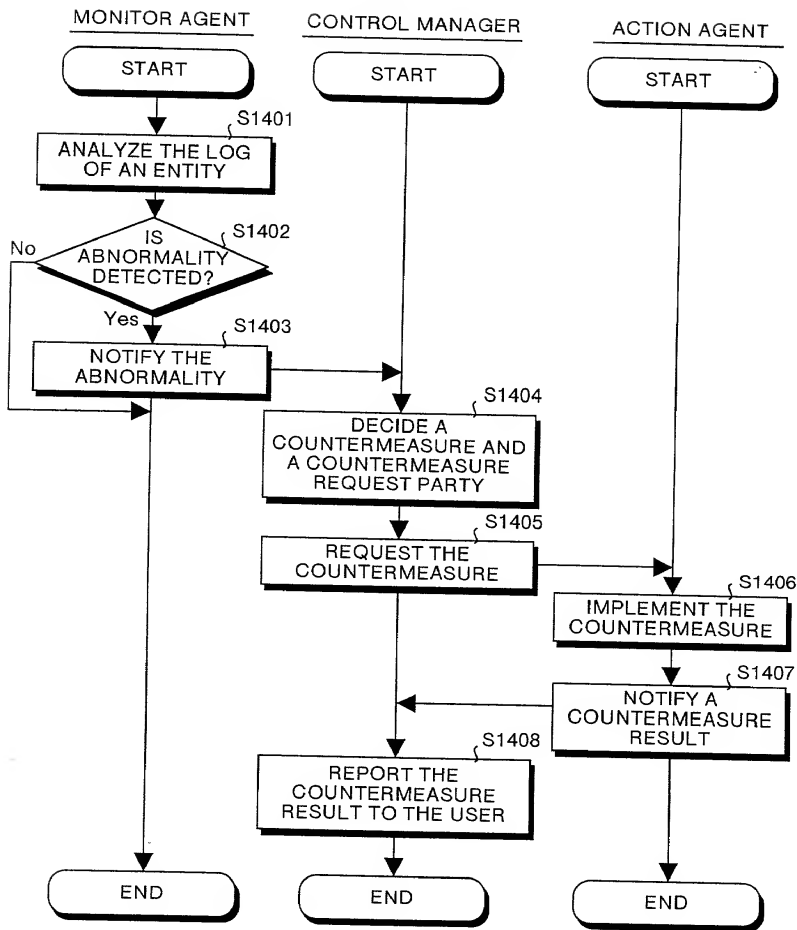 MONITOR AGENT
CONTROL MANAGER
ACTION AGENT
START
START
START
S1401
ANALYZE THE LOG
OF AN ENTITY
S1402
IS
ABNORMALITY
DETECTED?
No
Yes
S1403
NOTIFY THE
ABNORMALITY
S1404
DECIDE A
COUNTERMEASURE AND
A COUNTERMEASURE
REQUEST PARTY
S1405
REQUEST THE
COUNTERMEASURE
S1406
IMPLEMENT THE
COUNTERMEASURE
S1407
NOTIFY A
COUNTERMEASURE
RESULT
S1408
REPORT THE
COUNTERMEASURE
RESULT TO THE USER
END
END
END